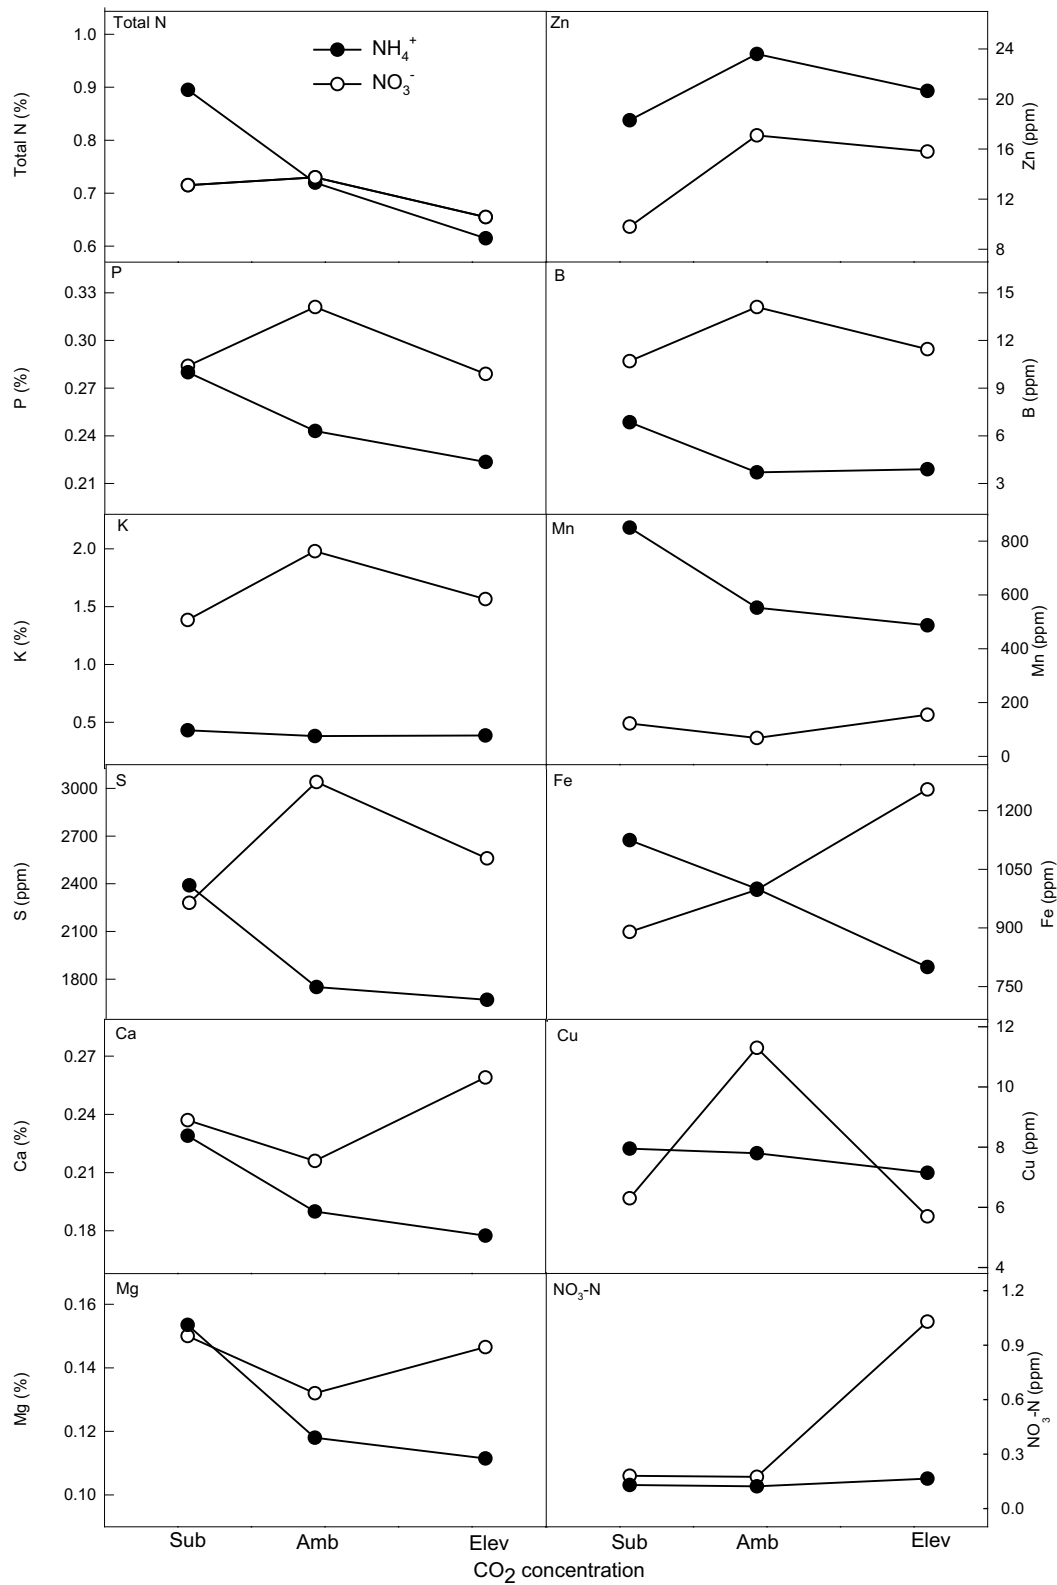 Total N
NH₄⁺
NO₃⁻
Total N (%)
1.0
0.9
0.8
0.7
0.6
Zn
24
20
16
12
8
Zn (ppm)
P
P (%)
0.33
0.30
0.27
0.24
0.21
B
15
12
9
6
3
B (ppm)
K
K (%)
2.0
1.5
1.0
0.5
Mn
800
600
400
200
0
Mn (ppm)
S
S (ppm)
3000
2700
2400
2100
1800
Fe
1200
1050
900
750
Fe (ppm)
Ca
Ca (%)
0.27
0.24
0.21
0.18
Cu
12
10
8
6
4
Cu (ppm)
Mg
Mg (%)
0.16
0.14
0.12
0.10
NO₃-N
1.2
0.9
0.6
0.3
0.0
NO₃-N (ppm)
Sub Amb Elev Sub Amb Elev
CO₂ concentration